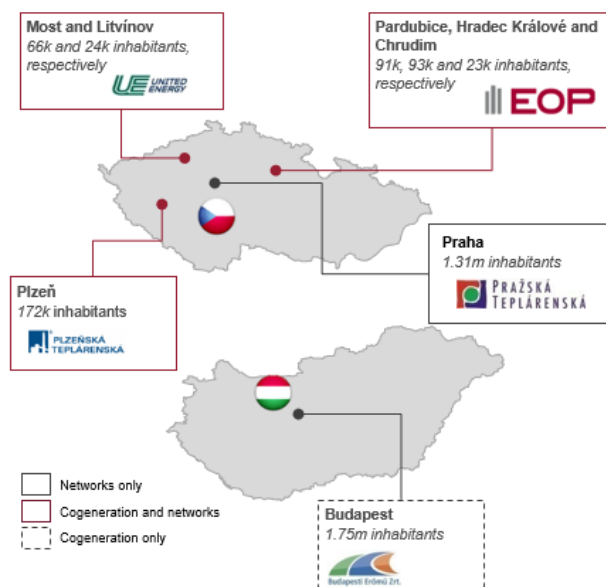 Most and Litvínov
66k and 24k inhabitants,
respectively
UE UNITED
ENERGY
Pardubice, Hradec Králové and
Chrudim
91k, 93k and 23k inhabitants,
respectively
EOP
Praha
1.31m inhabitants
PRAŽSKÁ
TEPLÁRENSKÁ
Plzeň
172k inhabitants
PLZEŇSKÁ
TEPLÁRENSKÁ
Networks only
Cogeneration and networks
Cogeneration only
Budapest
1.75m inhabitants
Budapesti Erőmű Zrt.